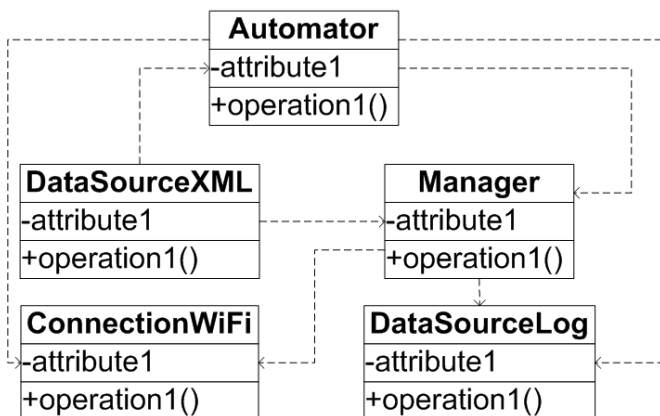 Automator
-attribute1
+operation1()
DataSourceXML
-attribute1
+operation1()
Manager
-attribute1
+operation1()
ConnectionWiFi
-attribute1
+operation1()
DataSourceLog
-attribute1
+operation1()